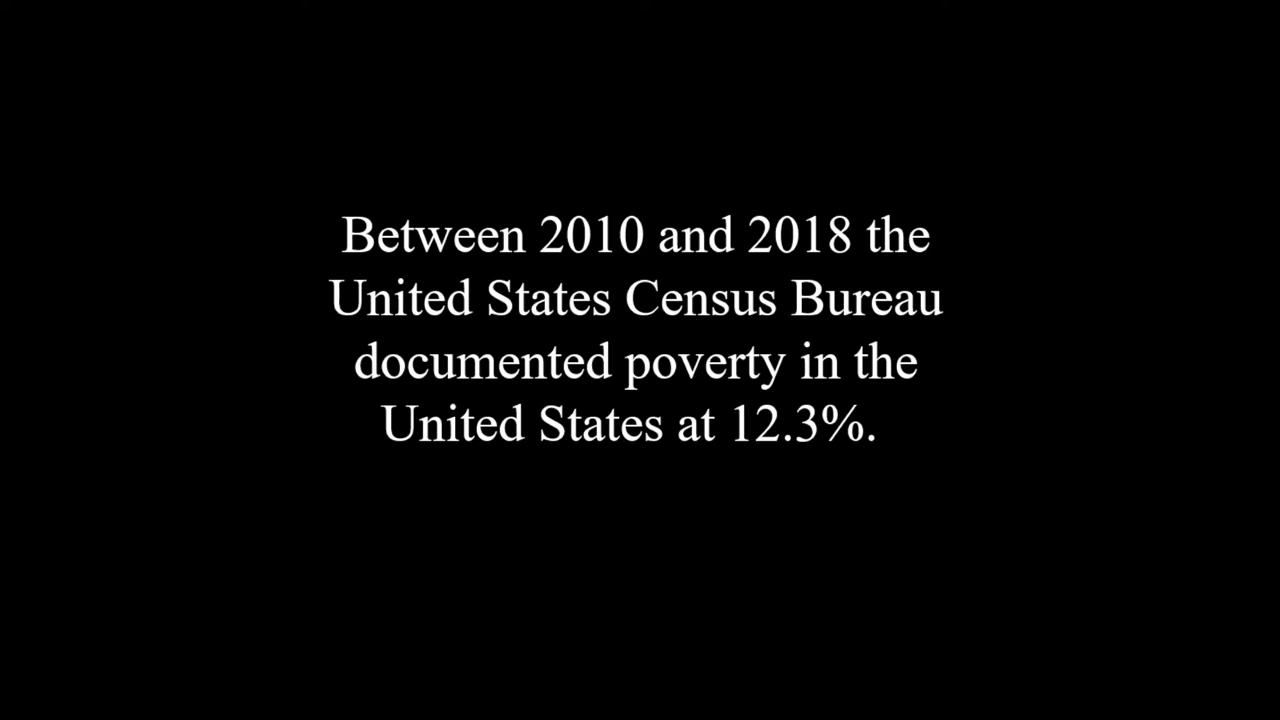 Between 2010 and 2018 the
United States Census Bureau
documented poverty in the
United States at 12.3%.